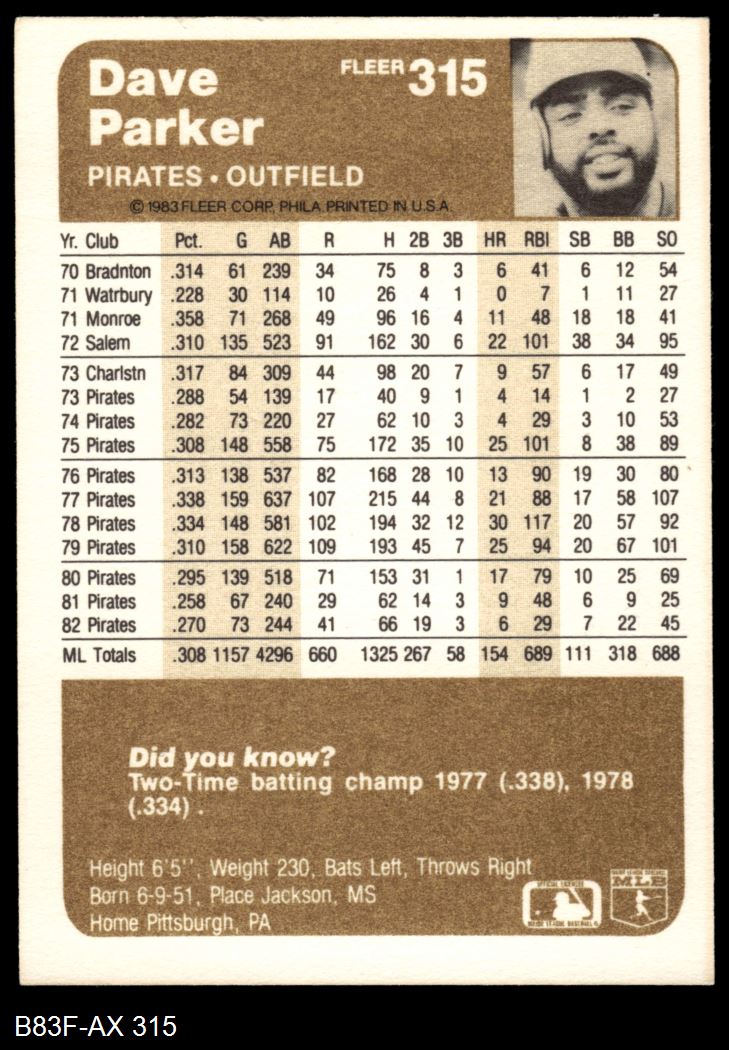 Dave
Parker
FLEER 315
PIRATES • OUTFIELD
© 1983 FLEER CORP., PHILA. PRINTED IN U.S.A.
Yr. Club Pct. G AB R H 2B 3B HR RBI SB BB SO
70 Bradnton .314 61 239 34 75 8 3 6 41 6 12 54
71 Watrbury .228 30 114 10 26 4 1 0 7 1 11 27
71 Monroe .358 71 268 49 96 16 4 11 48 18 18 41
72 Salem .310 135 523 91 162 30 6 22 101 38 34 95
73 Charlstn .317 84 309 44 98 20 7 9 57 6 17 49
73 Pirates .288 54 139 17 40 9 1 4 14 1 2 27
74 Pirates .282 73 220 27 62 10 3 4 29 3 10 53
75 Pirates .308 148 558 75 172 35 10 25 101 8 38 89
76 Pirates .313 138 537 82 168 28 10 13 90 19 30 80
77 Pirates .338 159 637 107 215 44 8 21 88 17 58 107
78 Pirates .334 148 581 102 194 32 12 30 117 20 57 92
79 Pirates .310 158 622 109 193 45 7 25 94 20 67 101
80 Pirates .295 139 518 71 153 31 1 17 79 10 25 69
81 Pirates .258 67 240 29 62 14 3 9 48 6 9 25
82 Pirates .270 73 244 41 66 19 3 6 29 7 22 45
ML Totals .308 1157 4296 660 1325 267 58 154 689 111 318 688
Did you know?
Two-Time batting champ 1977 (.338), 1978
(.334) .
Height 6'5'', Weight 230, Bats Left, Throws Right
Born 6-9-51, Place Jackson, MS
Home Pittsburgh, PA
MLB
B83F-AX 315